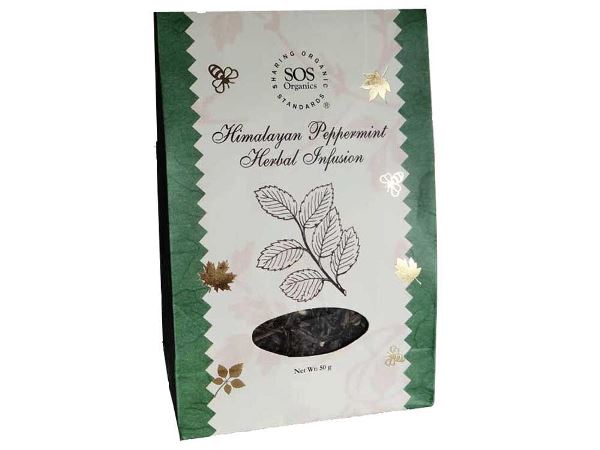 SHARING ORGANIC
SOS
Organics
STANDARDS
®
Himalayan Peppermint
Herbal Infusion
Net Wt: 50 g